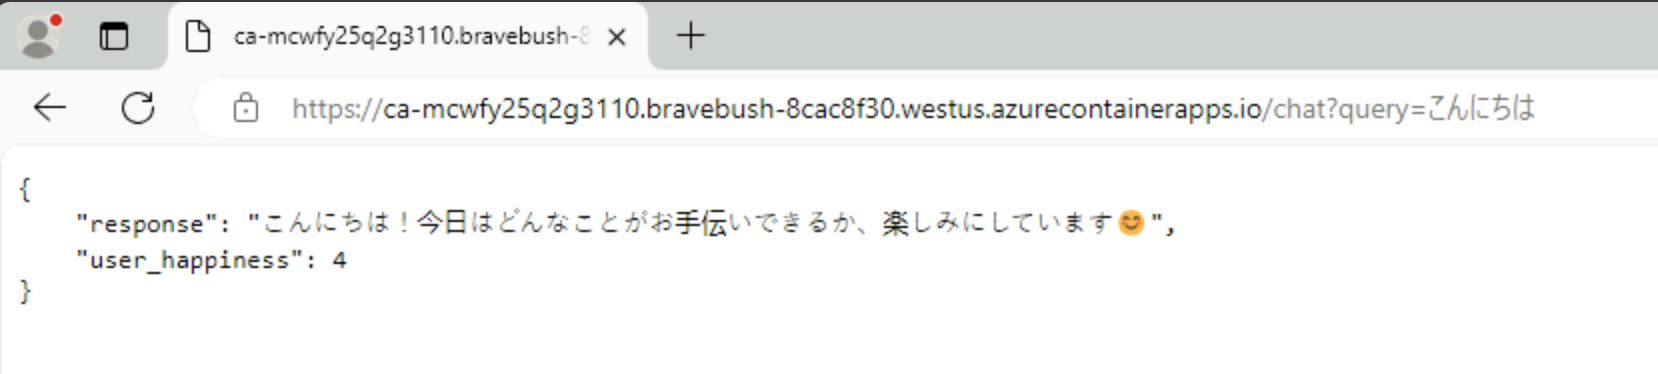 ca-mcwfy25q2g3110.bravebush-8
https://ca-mcwfy25q2g3110.bravebush-8cac8f30.westus.azurecontainerapps.io/chat?query=こんにちは
{
"response": "こんにちは！今日はどんなことがお手伝いできるか、楽しみにしています😊",
"user_happiness": 4
}